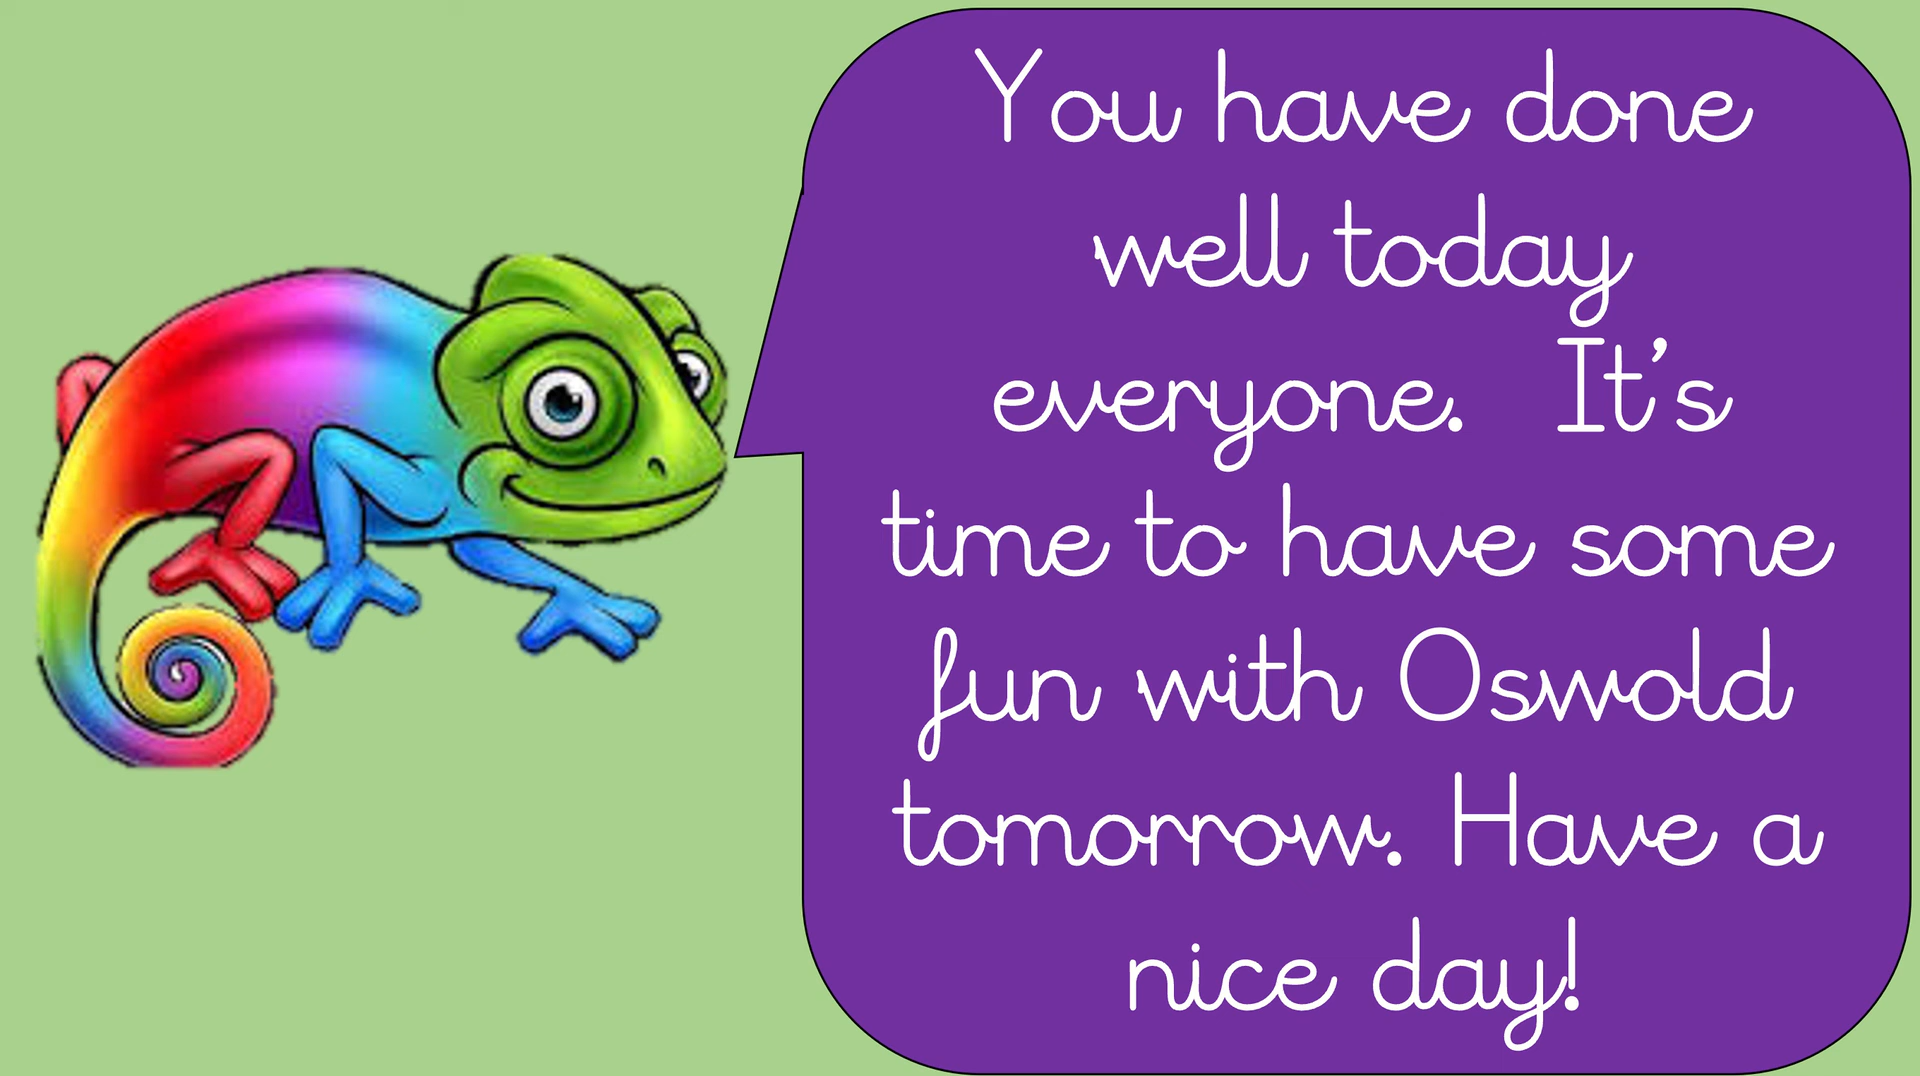 You have done
well today
everyone.   It’s
time to have some
fun with Oswold
tomorrow. Have a
nice day!